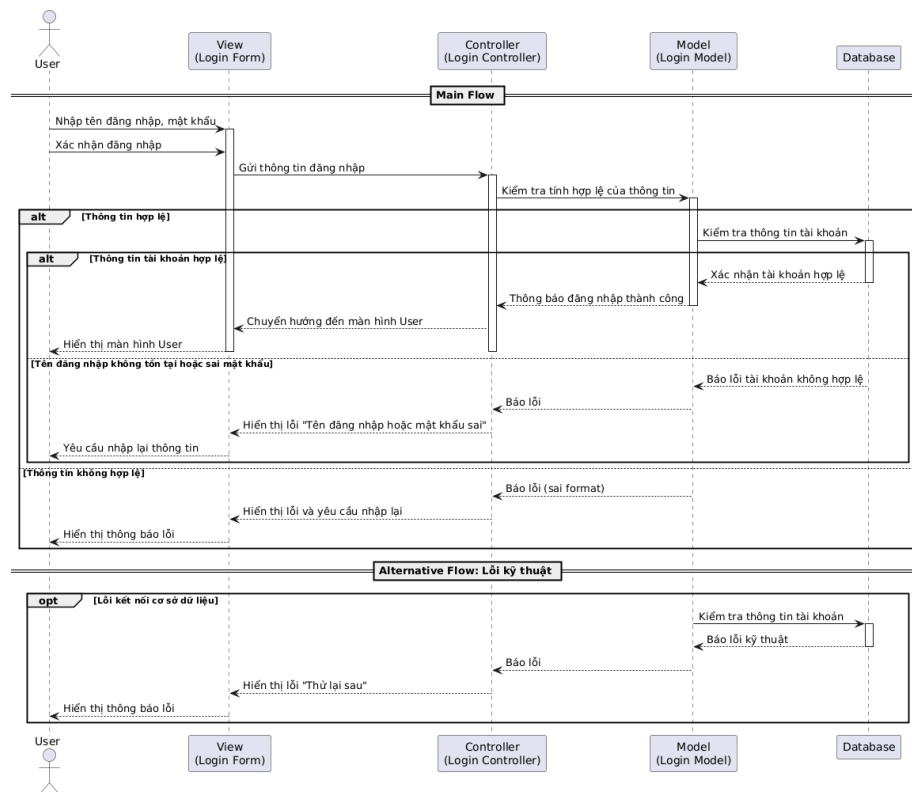 User
View
(Login Form)
Controller
(Login Controller)
Model
(Login Model)
Database
Main Flow
Nhập tên đăng nhập, mật khẩu
Xác nhận đăng nhập
Gửi thông tin đăng nhập
Kiểm tra tính hợp lệ của thông tin
alt [Thông tin hợp lệ]
Kiểm tra thông tin tài khoản
alt [Thông tin tài khoản hợp lệ]
Xác nhận tài khoản hợp lệ
Thông báo đăng nhập thành công
Chuyển hướng đến màn hình User
Hiển thị màn hình User
[Tên đăng nhập không tồn tại hoặc sai mật khẩu]
Báo lỗi tài khoản không hợp lệ
Báo lỗi
Hiển thị lỗi "Tên đăng nhập hoặc mật khẩu sai"
Yêu cầu nhập lại thông tin
[Thông tin không hợp lệ]
Báo lỗi (sai format)
Hiển thị lỗi và yêu cầu nhập lại
Hiển thị thông báo lỗi
Alternative Flow: Lỗi kỹ thuật
opt [Lỗi kết nối cơ sở dữ liệu]
Kiểm tra thông tin tài khoản
Báo lỗi kỹ thuật
Báo lỗi
Hiển thị lỗi "Thử lại sau"
Hiển thị thông báo lỗi
User
View
(Login Form)
Controller
(Login Controller)
Model
(Login Model)
Database